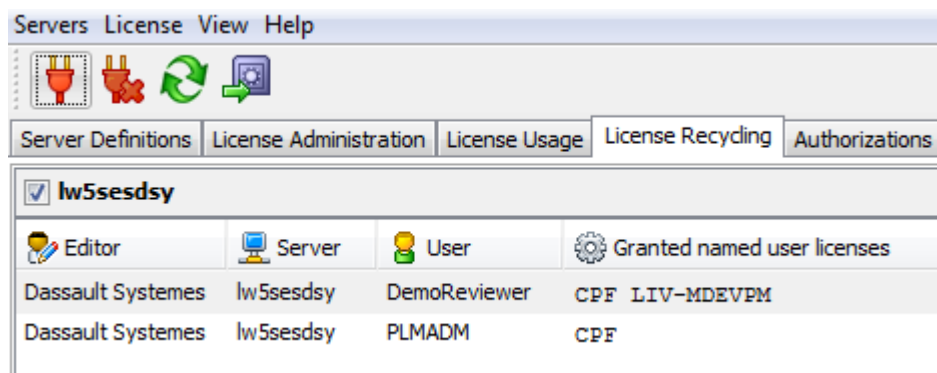 Servers License View Help
Server Definitions License Administration License Usage License Recycling Authorizations
lw5sesdsy
Editor Server User Granted named user licenses
Dassault Systemes lw5sesdsy DemoReviewer CPF LIV-MDEVPM
Dassault Systemes lw5sesdsy PLMADM CPF